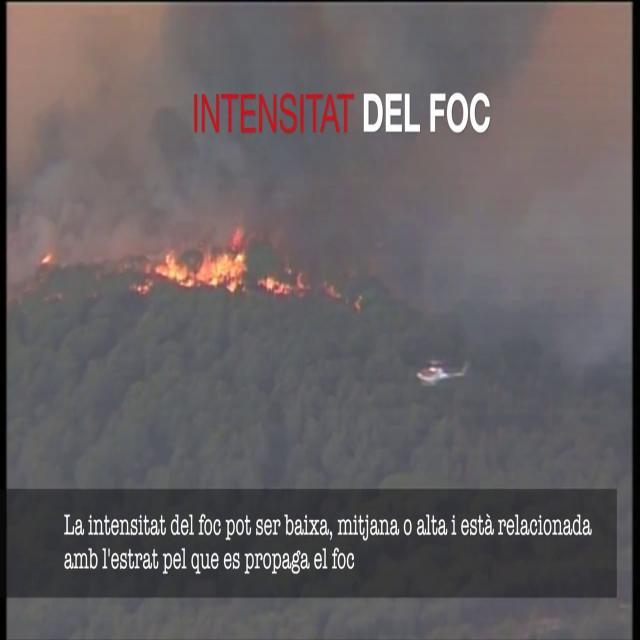 INTENSITAT DEL FOC
La intensitat del foc pot ser baixa, mitjana o alta i està relacionada
amb l'estrat pel que es propaga el foc